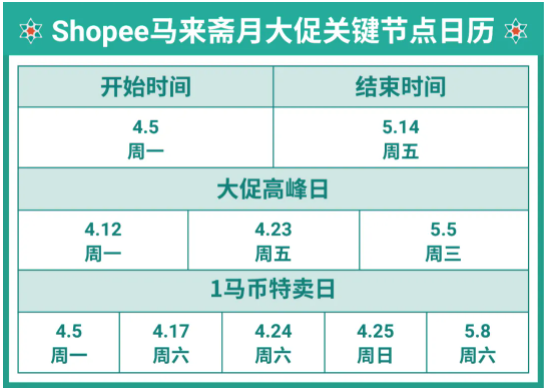 Shopee马来斋月大促关键节点日历
开始时间 结束时间
4.5 5.14
周一 周五
大促高峰日
4.12 4.23 5.5
周一 周五 周三
1马币特卖日
4.5 4.17 4.24 4.25 5.8
周一 周六 周六 周日 周六